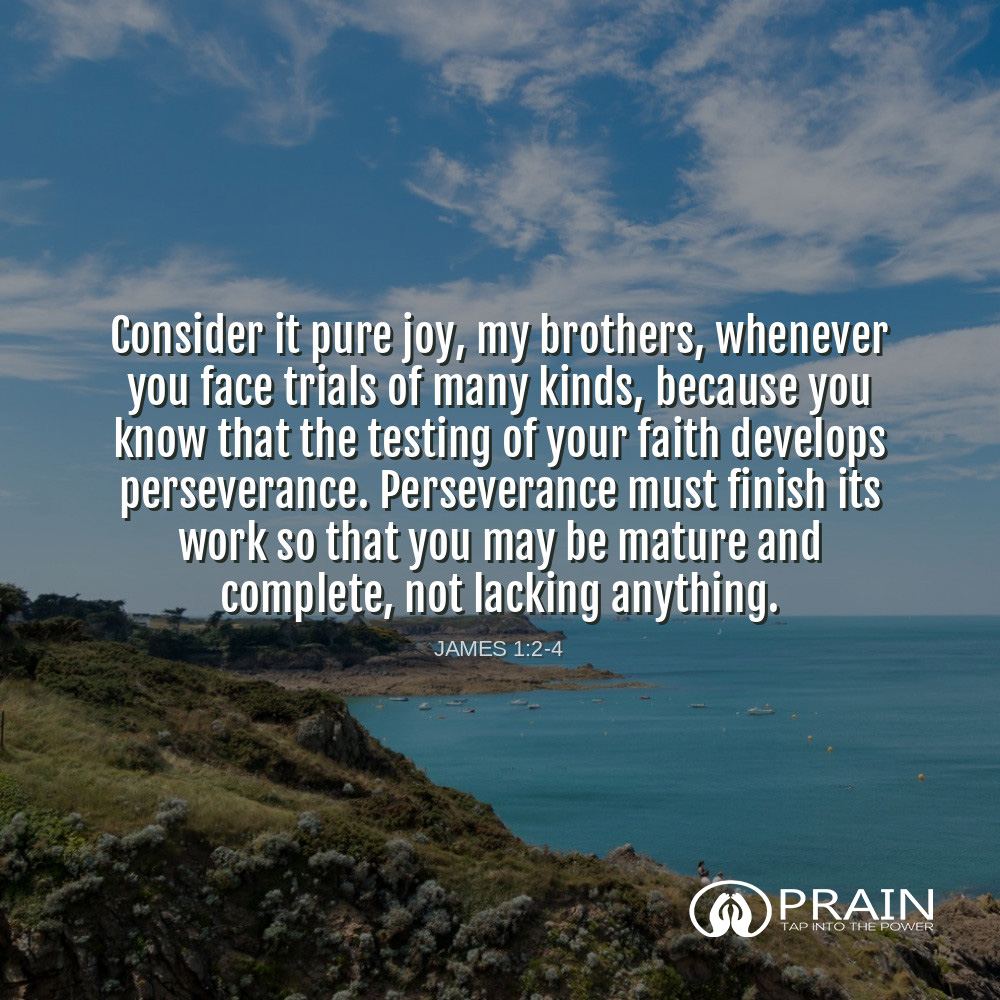 Consider it pure joy, my brothers, whenever
you face trials of many kinds, because you
know that the testing of your faith develops
perseverance. Perseverance must finish its
work so that you may be mature and
complete, not lacking anything.
JAMES 1:2-4
PRAIN
TAP INTO THE POWER